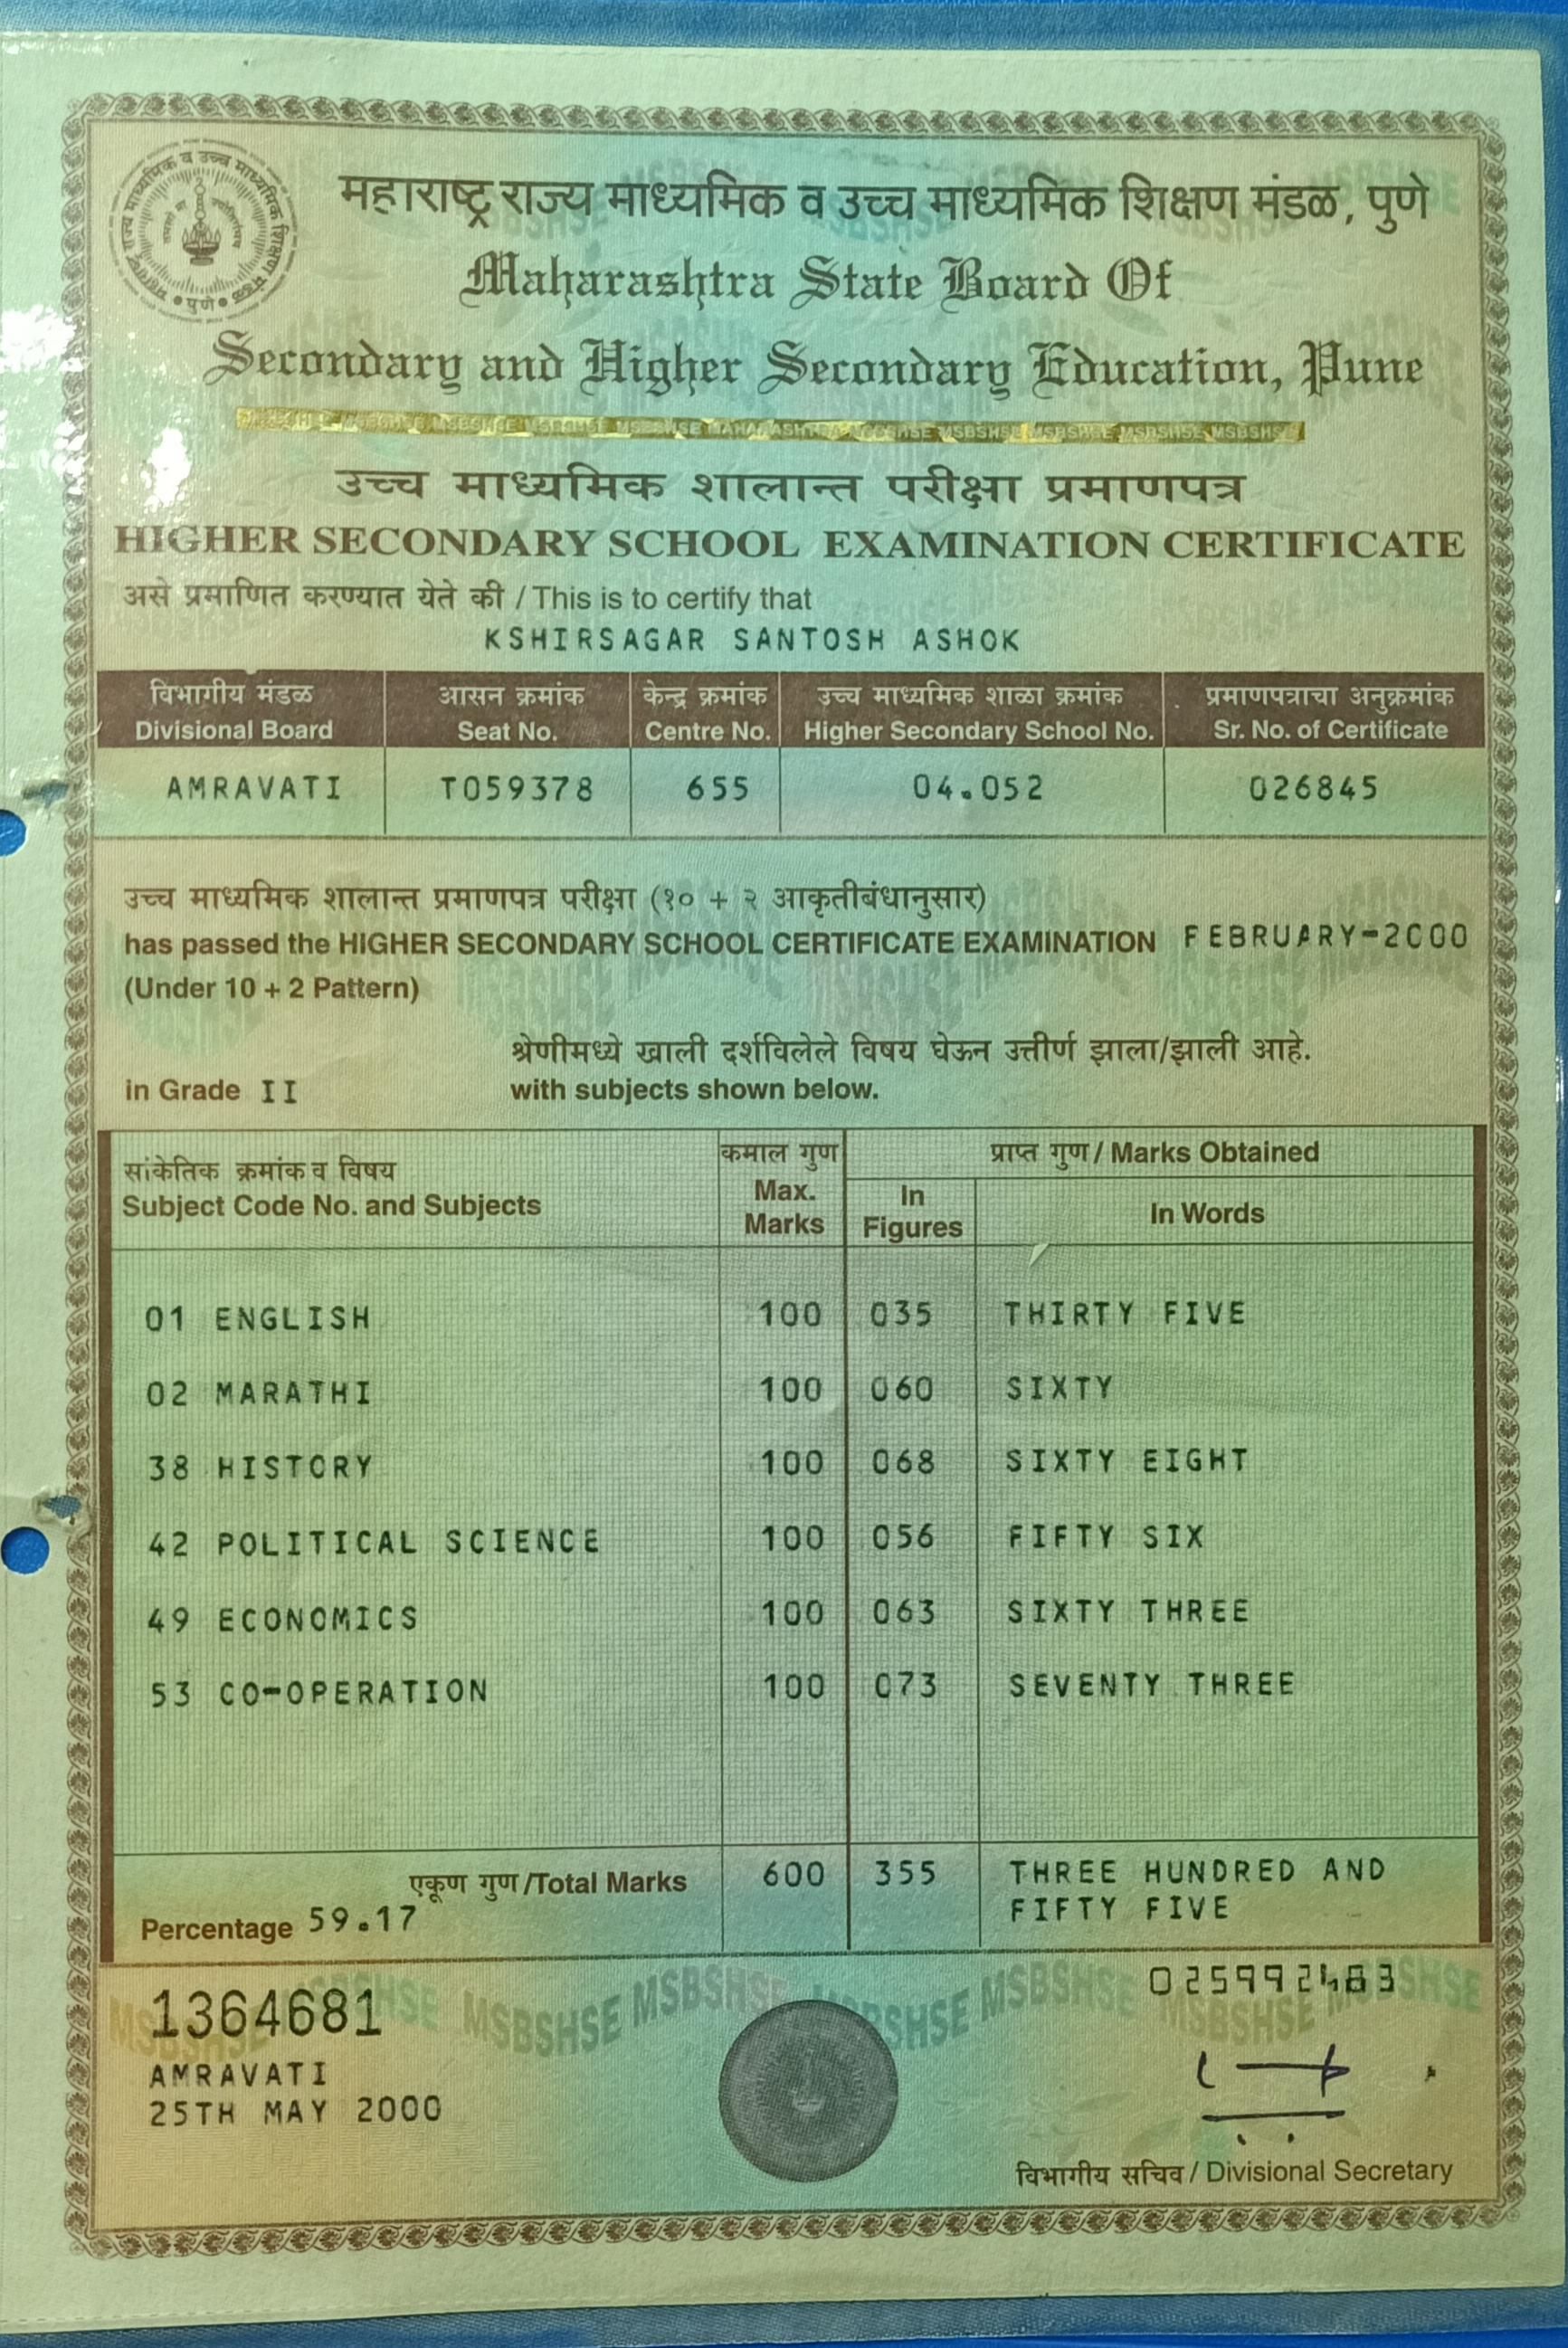 महाराष्ट्र राज्य माध्यमिक व उच्च माध्यमिक शिक्षण मंडळ, पुणे
Maharashtra State Board Of
Secondary and Higher Secondary Education, Pune
उच्च माध्यमिक शालान्त परीक्षा प्रमाणपत्र
HIGHER SECONDARY SCHOOL EXAMINATION CERTIFICATE
असे प्रमाणित करण्यात येते की / This is to certify that
KSHIRSAGAR SANTOSH ASHOK
विभागीय मंडळ आसन क्रमांक केन्द्र क्रमांक उच्च माध्यमिक शाळा क्रमांक प्रमाणपत्राचा अनुक्रमांक
Divisional Board Seat No. Centre No. Higher Secondary School No. Sr. No. of Certificate
AMRAVATI T059378 655 04.052 026845
उच्च माध्यमिक शालान्त प्रमाणपत्र परीक्षा (१० + २ आकृतीबंधानुसार)
has passed the HIGHER SECONDARY SCHOOL CERTIFICATE EXAMINATION FEBRUARY-2000
(Under 10 + 2 Pattern)
श्रेणीमध्ये खाली दर्शविलेले विषय घेऊन उत्तीर्ण झाला/झाली आहे.
in Grade II with subjects shown below.
सांकेतिक क्रमांक व विषय कमाल गुण प्राप्त गुण / Marks Obtained
Subject Code No. and Subjects Max. Marks In Figures In Words
01 ENGLISH 100 035 THIRTY FIVE
02 MARATHI 100 060 SIXTY
38 HISTORY 100 068 SIXTY EIGHT
42 POLITICAL SCIENCE 100 056 FIFTY SIX
49 ECONOMICS 100 063 SIXTY THREE
53 CO-OPERATION 100 073 SEVENTY THREE
एकूण गुण /Total Marks 600 355 THREE HUNDRED AND
Percentage 59.17 FIFTY FIVE
1364681
AMRAVATI
25TH MAY 2000
विभागीय सचिव / Divisional Secretary